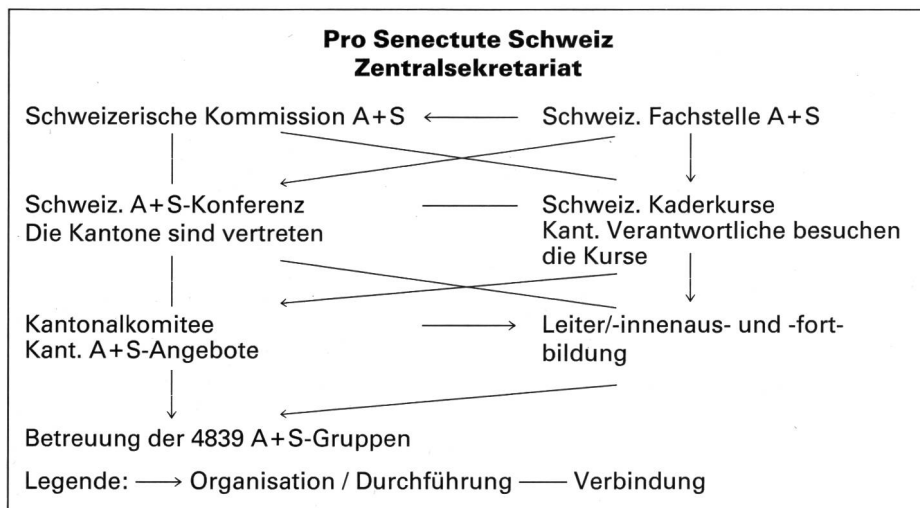 Pro Senectute Schweiz
Zentralsekretariat
Schweizerische Kommission A+S
Schweiz. Fachstelle A+S
Schweiz. A+S-Konferenz
Die Kantone sind vertreten
Schweiz. Kaderkurse
Kant. Verantwortliche besuchen
die Kurse
Kantonalkomitee
Kant. A+S-Angebote
Leiter/-innenaus- und -fort-
bildung
Betreuung der 4839 A+S-Gruppen
Legende: ⟶ Organisation / Durchführung —— Verbindung